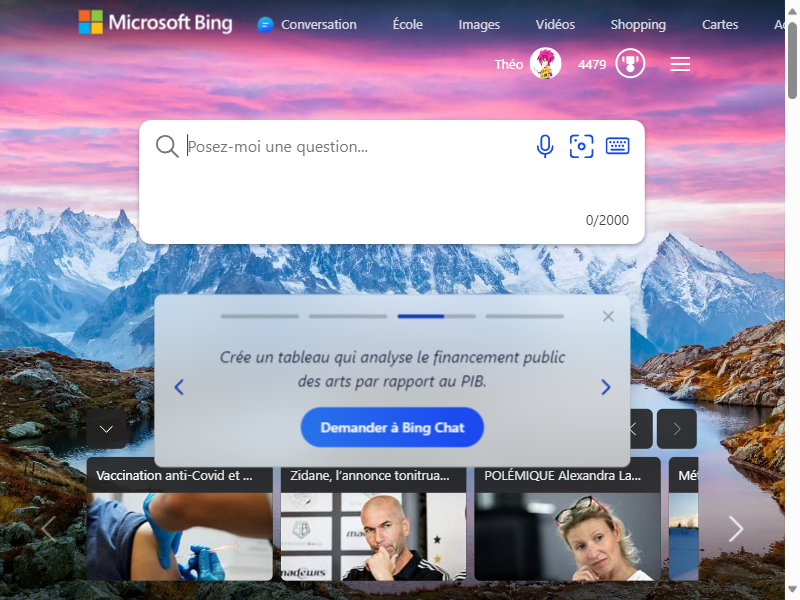 Microsoft Bing
Conversation
École
Images
Vidéos
Shopping
Cartes
Théo
4479
Posez-moi une question...
0/2000
Crée un tableau qui analyse le financement public
des arts par rapport au PIB.
Demander à Bing Chat
Vaccination anti-Covid et ...
Zidane, l'annonce tonitrua...
POLÉMIQUE Alexandra La...